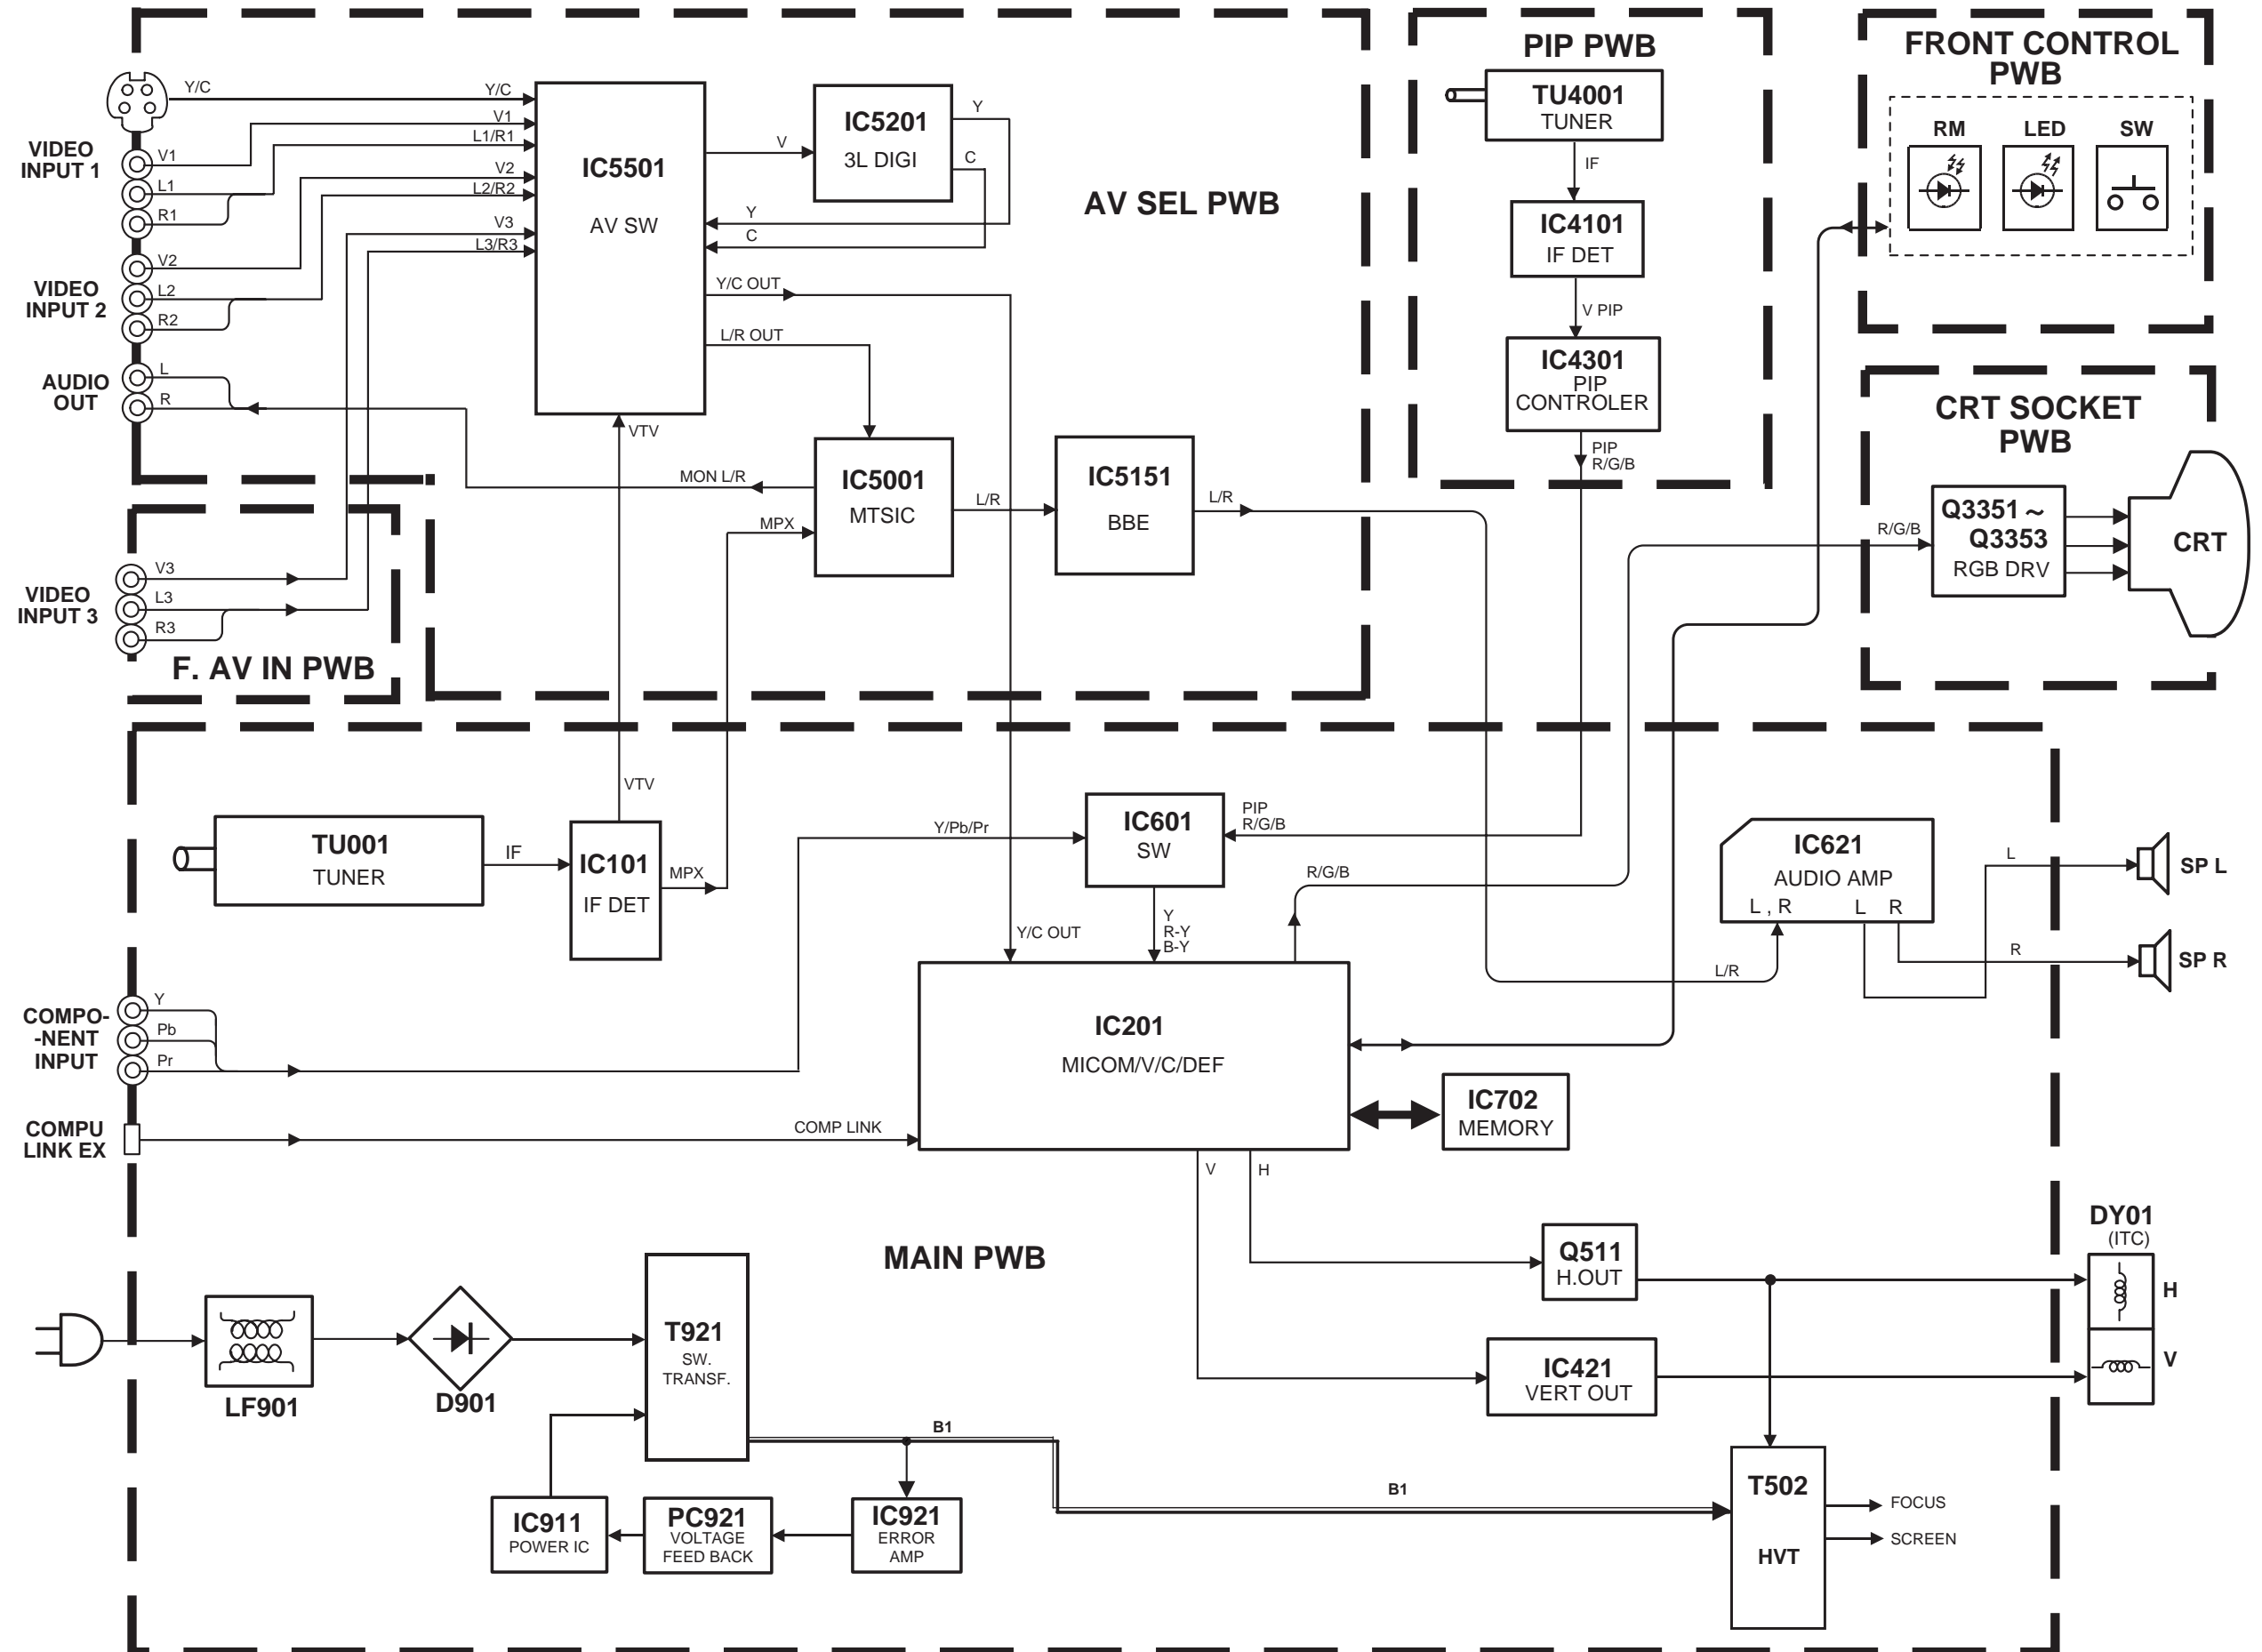 PIP PWB
FRONT CONTROL
PWB
RM
LED
SW
Y/C
Y/C
V1
L1/R1
V2
L2/R2
V3
L3/R3
VIDEO
INPUT 1
V1
L1
R1
VIDEO
INPUT 2
V2
L2
R2
AUDIO
OUT
L
R
IC5501
AV SW
V
IC5201
3L DIGI
Y
C
Y
C
Y/C OUT
L/R OUT
AV SEL PWB
TU4001
TUNER
IF
IC4101
IF DET
V PIP
IC4301
PIP
CONTROLER
PIP
R/G/B
CRT SOCKET
PWB
R/G/B
Q3351～
Q3353
RGB DRV
CRT
VTV
MON L/R
MPX
IC5001
MTSIC
L/R
IC5151
BBE
L/R
VIDEO
INPUT 3
V3
L3
R3
F. AV IN PWB
VTV
TU001
TUNER
IF
IC101
IF DET
MPX
Y/Pb/Pr
IC601
SW
PIP
R/G/B
Y
R-Y
B-Y
Y/C OUT
R/G/B
L/R
IC621
AUDIO AMP
L , R
L
R
L
R
SP L
SP R
COMPO-
-NENT
INPUT
Y
Pb
Pr
IC201
MICOM/V/C/DEF
IC702
MEMORY
COMPU
LINK EX
COMP LINK
V
H
MAIN PWB
Q511
H.OUT
DY01
(ITC)
H
V
IC421
VERT OUT
LF901
D901
T921
SW.
TRANSF.
B1
B1
IC911
POWER IC
PC921
VOLTAGE
FEED BACK
IC921
ERROR
AMP
T502
HVT
FOCUS
SCREEN